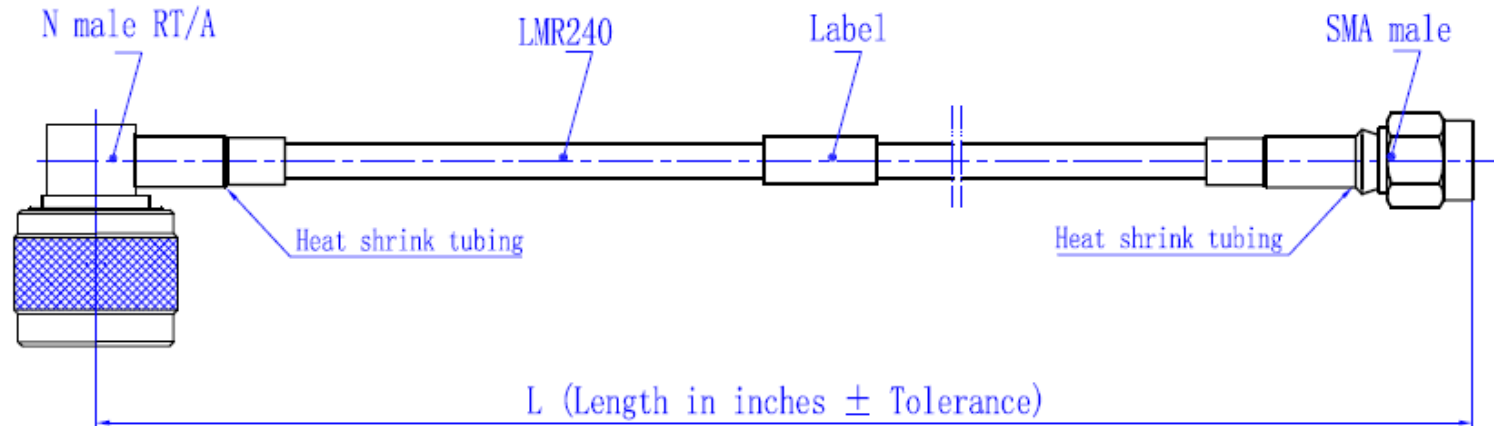 N male RT/A
LMR240
Label
SMA male
Heat shrink tubing
Heat shrink tubing
L (Length in inches ± Tolerance)